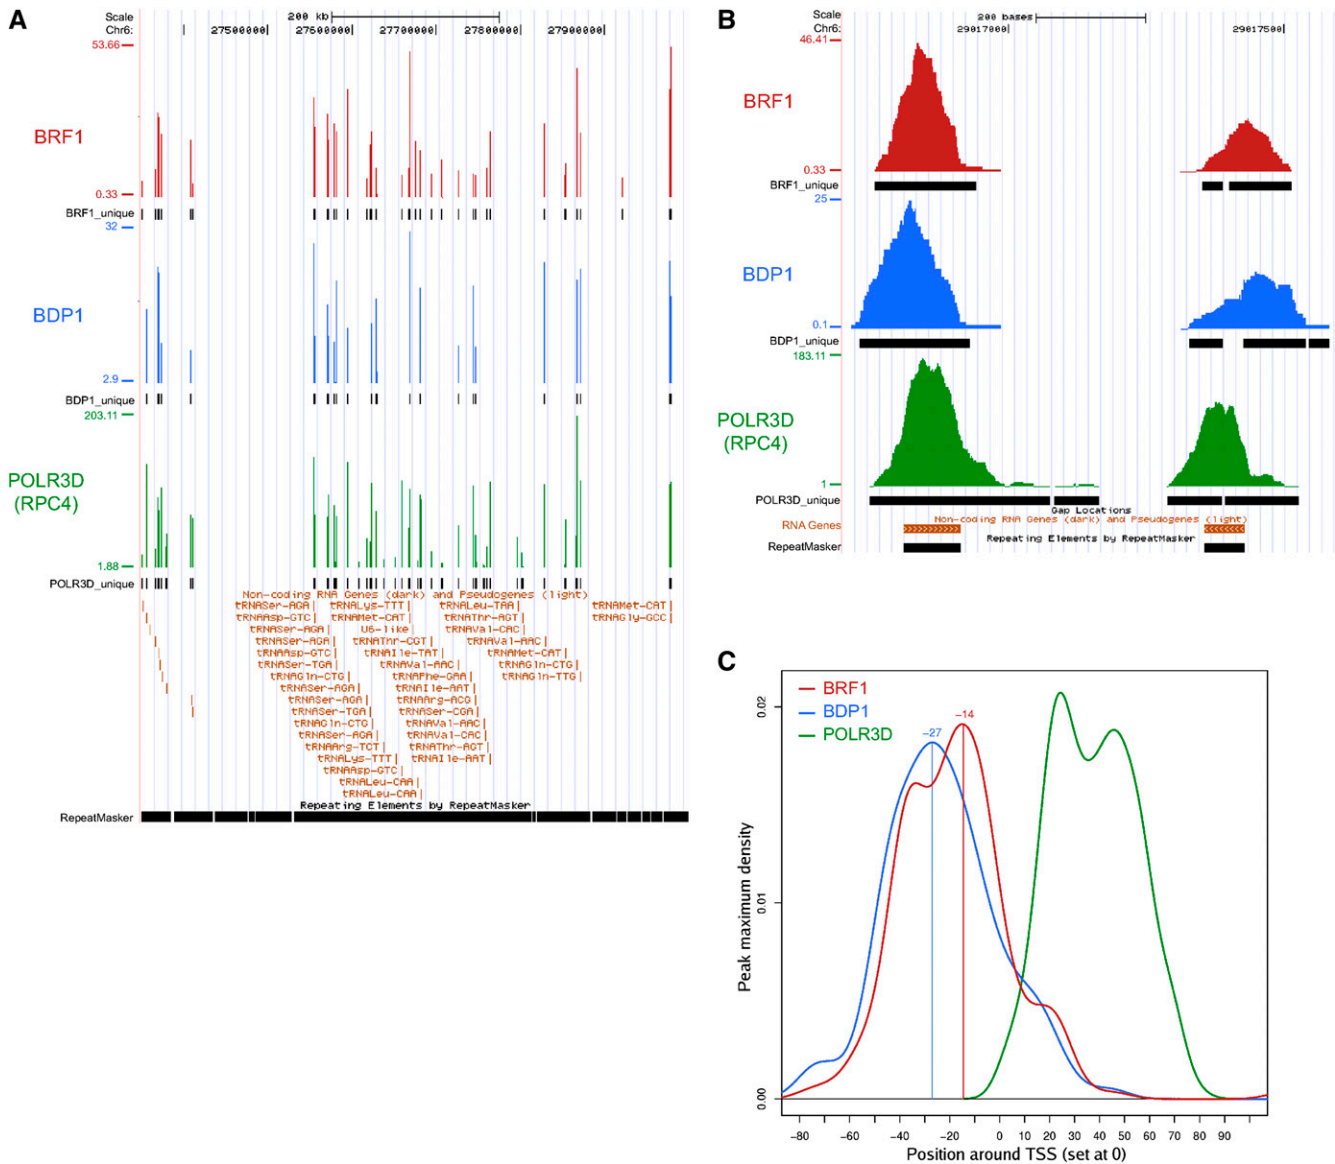 A
Scale
Chr6:
200 kb
27500000
27600000
27700000
27800000
27900000
53.66
BRF1
0.33
BRF1_unique
32
BDP1
2.9
BDP1_unique
203.11
POLR3D
(RPC4)
1.88
POLR3D_unique
Non-coding RNA Genes (dark) and Pseudogenes (light)
tRNASer-AGA tRNALys-TTT tRNALeu-TAA tRNAMet-CAT
tRNAAsp-GTC tRNAMet-CAT tRNAThr-AGT tRNAGly-GCC
tRNASer-AGA U6-like tRNAVal-CAC
tRNASer-AGA tRNAThr-CGT tRNAVal-AAC
tRNAAsp-GTC tRNAIle-TAT tRNAMet-CAT
tRNASer-TGA tRNAVal-AAC tRNAGln-CTG
tRNAGln-CTG tRNAPhe-GAA tRNAGln-TTG
tRNASer-AGA tRNAIle-AAT
tRNASer-AGA tRNAArg-ACG
tRNASer-TGA tRNASer-CGA
tRNAGln-CTG tRNAVal-AAC
tRNASer-AGA tRNAVal-CAC
tRNAArg-TCT tRNAThr-AGT
tRNALys-TTT tRNAIle-AAT
tRNAAsp-GTC
tRNALeu-CAA
tRNALeu-CAA
Repeating Elements by RepeatMasker
RepeatMasker
B
Scale
Chr6:
200 bases
29017000
29017500
46.41
BRF1
0.33
BRF1_unique
25
BDP1
0.1
BDP1_unique
183.11
POLR3D
(RPC4)
1
POLR3D_unique
Gap Locations
Non-coding RNA Genes (dark) and Pseudogenes (light)
RNA Genes
Repeating Elements by RepeatMasker
RepeatMasker
C
BRF1
BDP1
POLR3D
−27
−14
Peak maximum density
0.02
0.01
0.00
−80 −60 −40 −20 0 10 20 30 40 50 60 70 80 90
Position around TSS (set at 0)